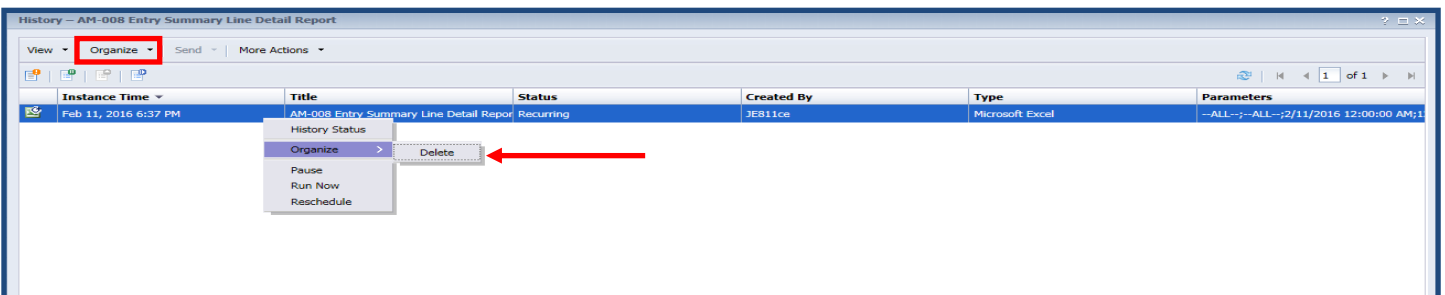 History – AM-008 Entry Summary Line Detail Report
View Organize Send More Actions
1 of 1
Instance Time Title Status Created By Type Parameters
Feb 11, 2016 6:37 PM AM-008 Entry Summary Line Detail Repor Recurring JE811ce Microsoft Excel --ALL--;--ALL--;2/11/2016 12:00:00 AM;1
History Status
Organize > Delete
Pause
Run Now
Reschedule